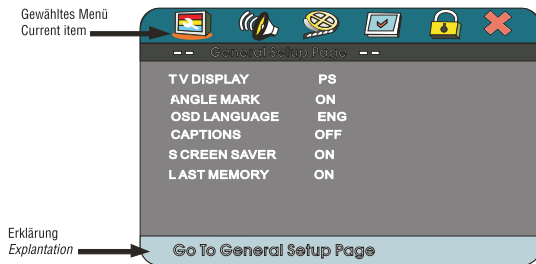 Gewähltes Menü
Current item
-- General Setup Page --
TV DISPLAY PS
ANGLE MARK ON
OSD LANGUAGE ENG
CAPTIONS OFF
SCREEN SAVER ON
LAST MEMORY ON
Erklärung
Explantation
Go To General Setup Page